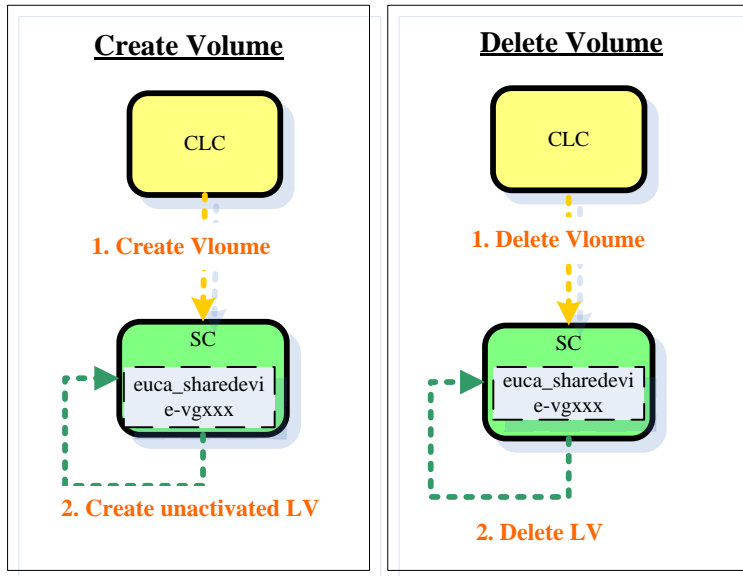 Create Volume
CLC
1. Create Vloume
SC
euca_sharedevi
e-vgxxx
2. Create unactivated LV
Delete Volume
CLC
1. Delete Vloume
SC
euca_sharedevi
e-vgxxx
2. Delete LV